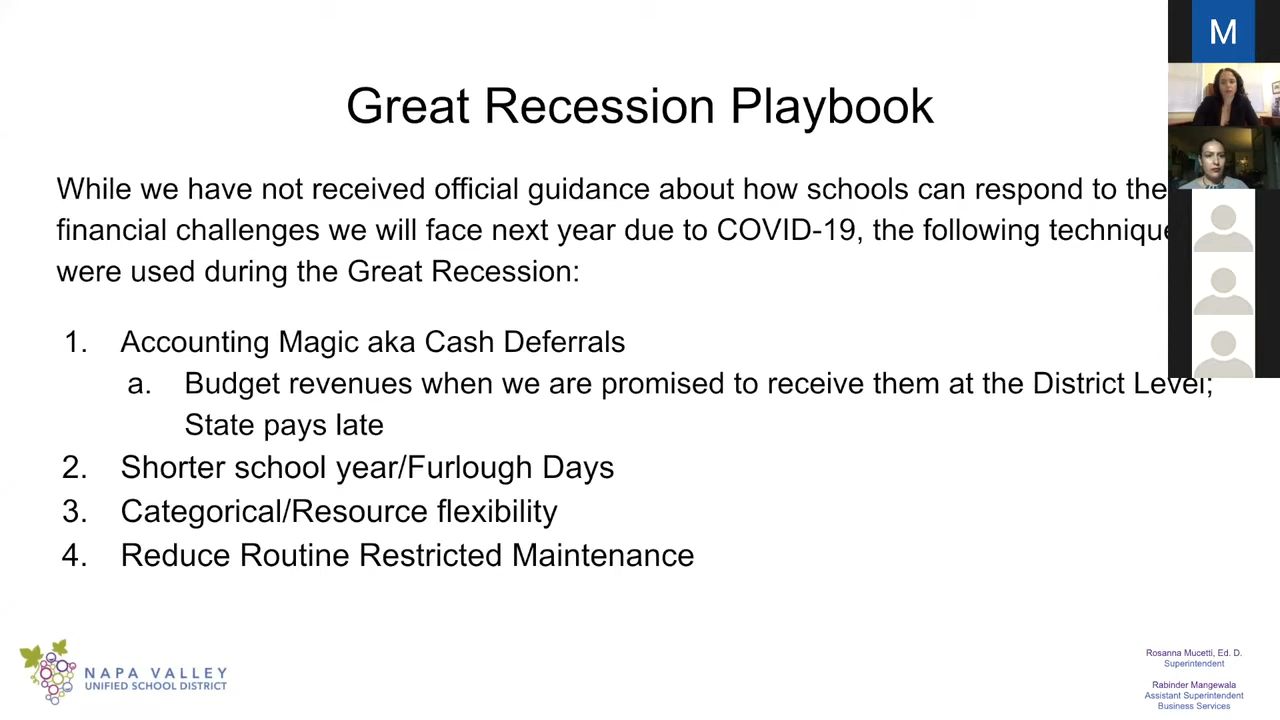 M
Great Recession Playbook
While we have not received official guidance about how schools can respond to the
financial challenges we will face next year due to COVID-19, the following technique
were used during the Great Recession:
1. Accounting Magic aka Cash Deferrals
a. Budget revenues when we are promised to receive them at the District Level;
State pays late
2. Shorter school year/Furlough Days
3. Categorical/Resource flexibility
4. Reduce Routine Restricted Maintenance
NAPA VALLEY
UNIFIED SCHOOL DISTRICT
Rosanna Mucetti, Ed. D.
Superintendent
Rabinder Mangewala
Assistant Superintendent
Business Services